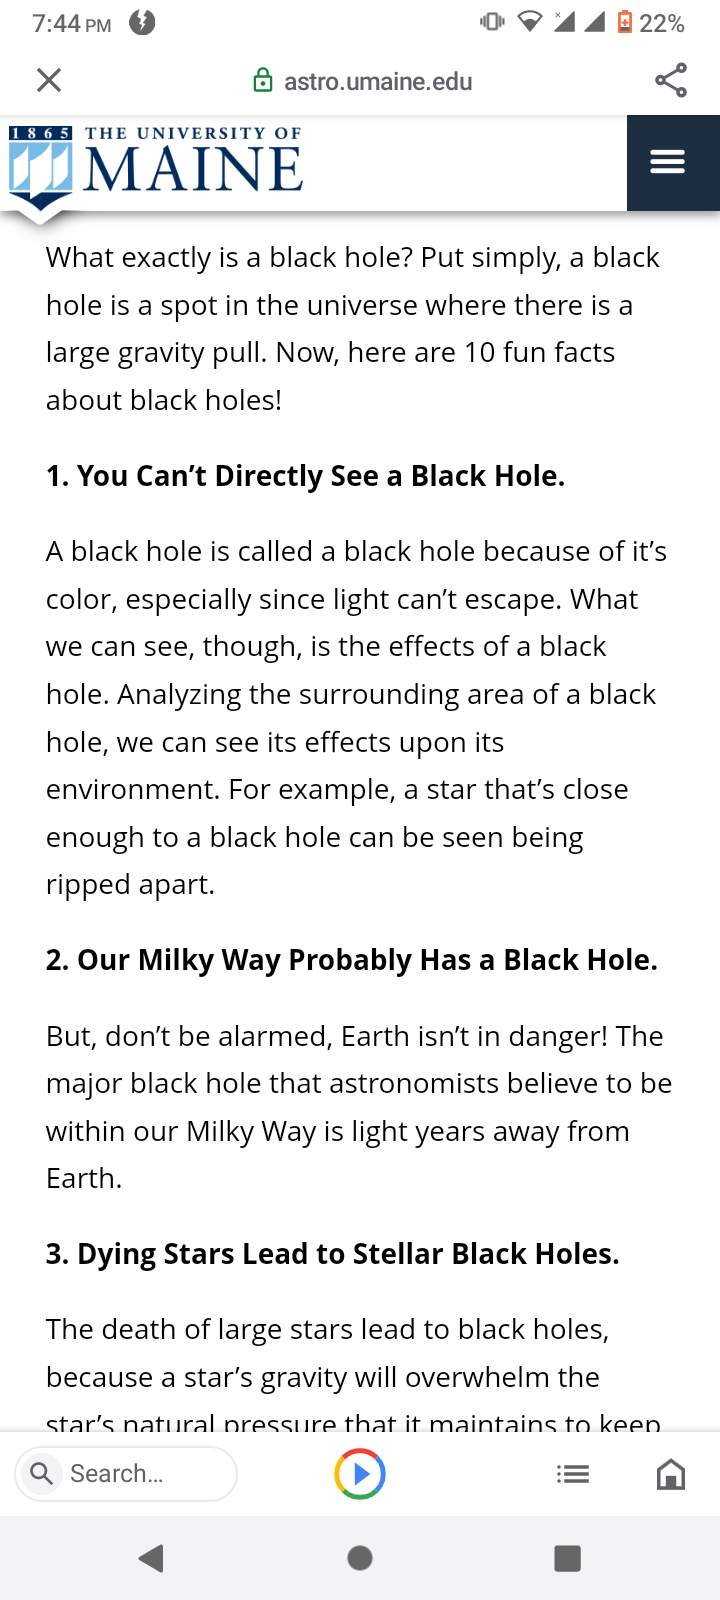 7:44 PM
22%
astro.umaine.edu
1865 THE UNIVERSITY OF
MAINE
What exactly is a black hole? Put simply, a black
hole is a spot in the universe where there is a
large gravity pull. Now, here are 10 fun facts
about black holes!
1. You Can’t Directly See a Black Hole.
A black hole is called a black hole because of it’s
color, especially since light can’t escape. What
we can see, though, is the effects of a black
hole. Analyzing the surrounding area of a black
hole, we can see its effects upon its
environment. For example, a star that’s close
enough to a black hole can be seen being
ripped apart.
2. Our Milky Way Probably Has a Black Hole.
But, don’t be alarmed, Earth isn’t in danger! The
major black hole that astronomists believe to be
within our Milky Way is light years away from
Earth.
3. Dying Stars Lead to Stellar Black Holes.
The death of large stars lead to black holes,
because a star’s gravity will overwhelm the
star’s natural pressure that it maintains to keep
Search...